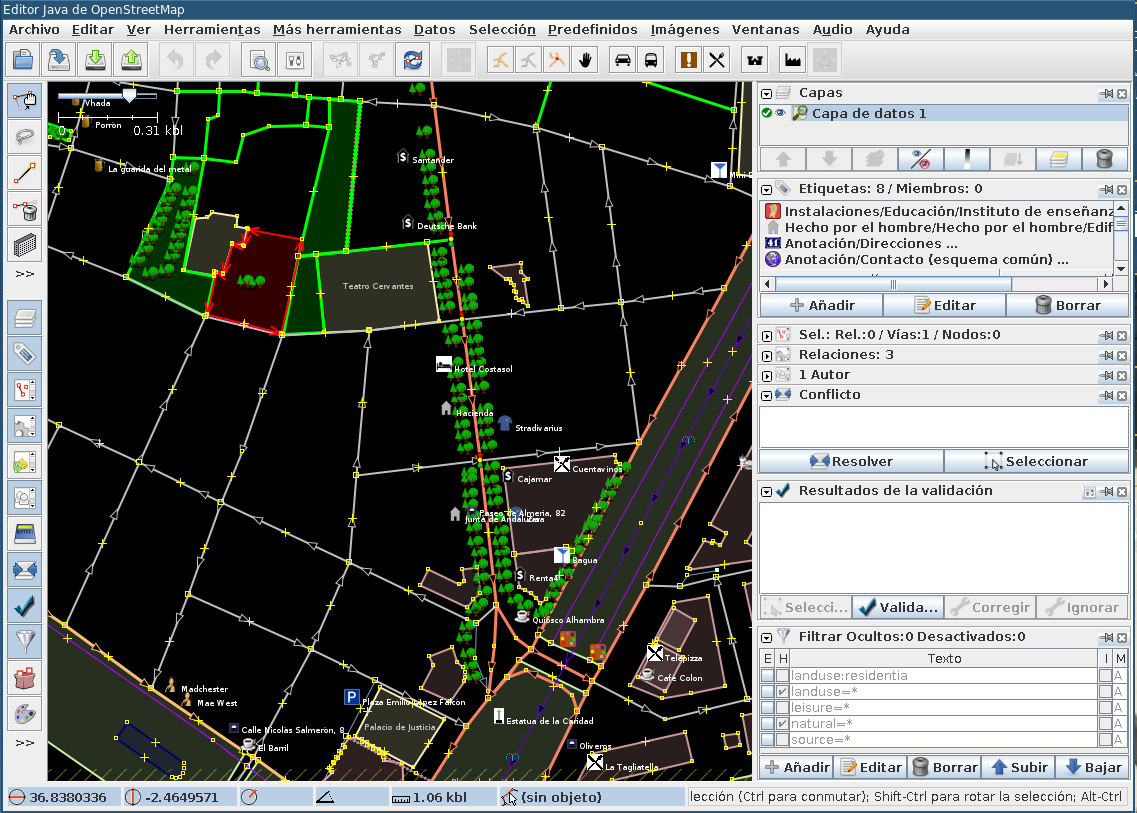 Editor Java de OpenStreetMap
Archivo Editar Ver Herramientas Más herramientas Datos Selección Predefinidos Imágenes Ventanas Audio Ayuda
Vhada
0 0.31 kbl
Porrón
La guarida del metal
Santander
Deutsche Bank
Teatro Cervantes
Hotel Costasol
Hacienda
Stradivarius
Cuentavinos
Cajamar
Paseo de Almería, 82
Junta de Andalucía
Bagua
Renta4
Quiosco Alhambra
Telepizza
Cafe Colon
Madchester
Mae West
P Plaza Emilio López Falcon
Estatua de la Caridad
Calle Nicolas Salmerón, 8
Palacio de Justicia
El Barril
Oliveros
La Tagliatella
Capas
Capa de datos 1
Etiquetas: 8 / Miembros: 0
Instalaciones/Educación/Instituto de enseñanz
Hecho por el hombre/Hecho por el hombre/Edif
41 Anotación/Direcciones ...
Anotación/Contacto (esquema común) ...
Añadir Editar Borrar
Sel.: Rel.:0 / Vías:1 / Nodos:0
Relaciones: 3
1 Autor
Conflicto
Resolver Seleccionar
Resultados de la validación
Selecci... Valida... Corregir Ignorar
Filtrar Ocultos:0 Desactivados:0
E H Texto I M
landuse:residentia A
landuse=* A
leisure=* A
natural=* A
source=* A
Añadir Editar Borrar Subir Bajar
>>
>>
36.8380336 -2.4649571 1.06 kbl (sin objeto) lección (Ctrl para conmutar); Shift-Ctrl para rotar la selección; Alt-Ctrl